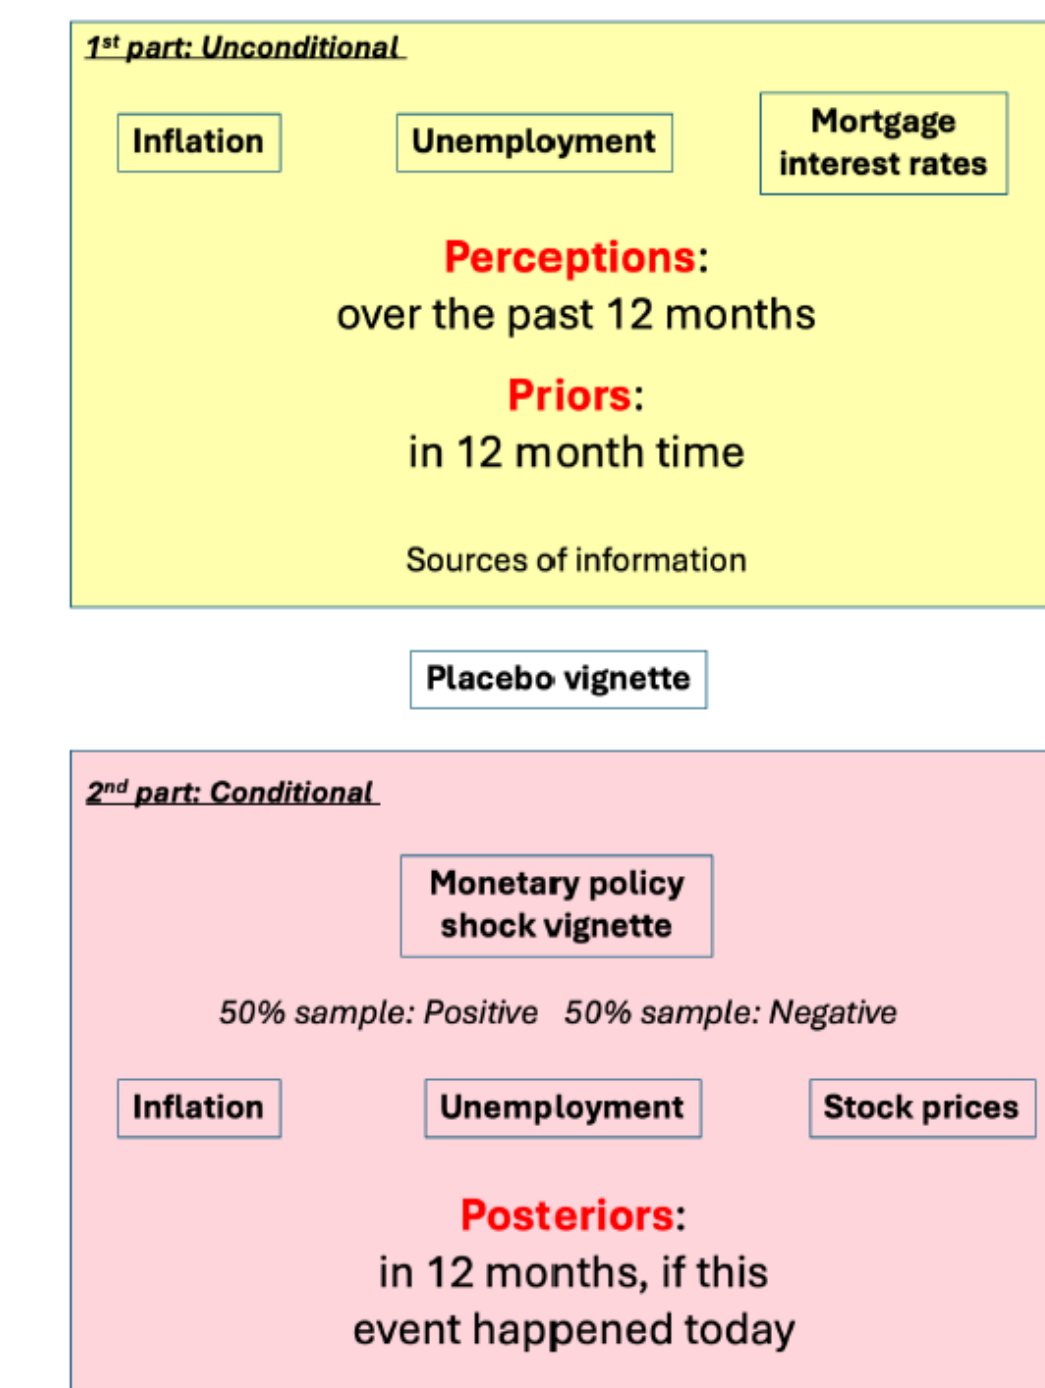 1st part: Unconditional
Inflation
Unemployment
Mortgage
interest rates
Perceptions:
over the past 12 months
Priors:
in 12 month time
Sources of information
Placebo vignette
2nd part: Conditional
Monetary policy
shock vignette
50% sample: Positive 50% sample: Negative
Inflation
Unemployment
Stock prices
Posteriors:
in 12 months, if this
event happened today